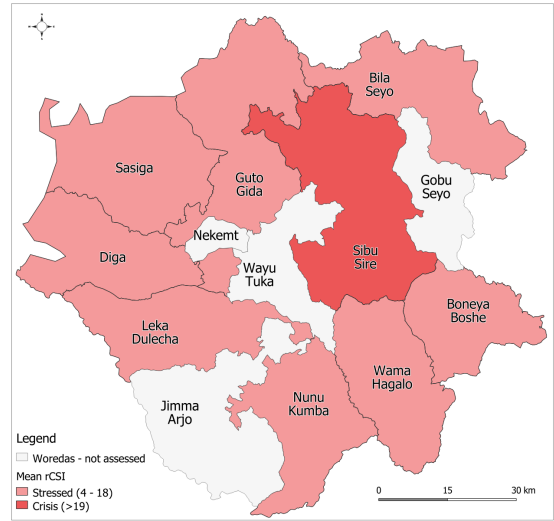 Bila
Seyo
Sasiga
Guto
Gida
Gobu
Seyo
Nekemt
Diga
Wayu
Tuka
Sibu
Sire
Boneya
Boshe
Leka
Dulecha
Wama
Hagalo
Jimma
Arjo
Nunu
Kumba
Legend
Woredas - not assessed
Mean rCSI
Stressed (4 - 18)
Crisis (>19)
0 15 30 km